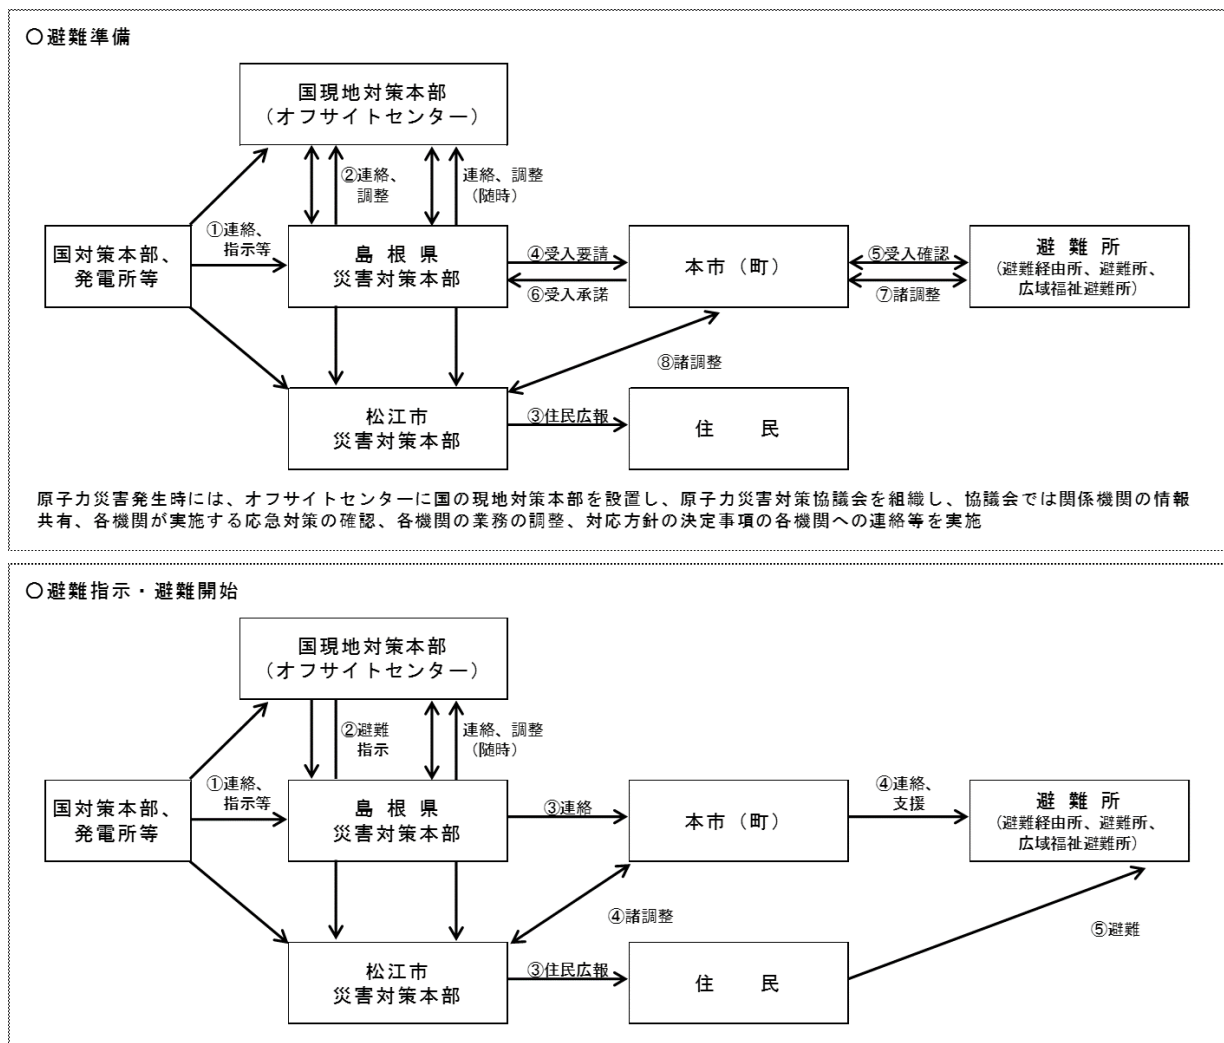 〇避難準備
国現地対策本部
（オフサイトセンター）
②連絡、
調整
連絡、調整
（随時）
①連絡、
指示等
国対策本部、
発電所等
島根県
災害対策本部
④受入要請
⑥受入承諾
本市（町）
⑤受入確認
⑦諸調整
避難所
（避難経由所、避難所、
広域福祉避難所）
⑧諸調整
松江市
災害対策本部
③住民広報
住　民
原子力災害発生時には、オフサイトセンターに国の現地対策本部を設置し、原子力災害対策協議会を組織し、協議会では関係機関の情報
共有、各機関が実施する応急対策の確認、各機関の業務の調整、対応方針の決定事項の各機関への連絡等を実施
〇避難指示・避難開始
国現地対策本部
（オフサイトセンター）
②避難
指示
連絡、調整
（随時）
①連絡、
指示等
国対策本部、
発電所等
島根県
災害対策本部
③連絡
本市（町）
④連絡、
支援
避難所
（避難経由所、避難所、
広域福祉避難所）
④諸調整
⑤避難
松江市
災害対策本部
③住民広報
住　民